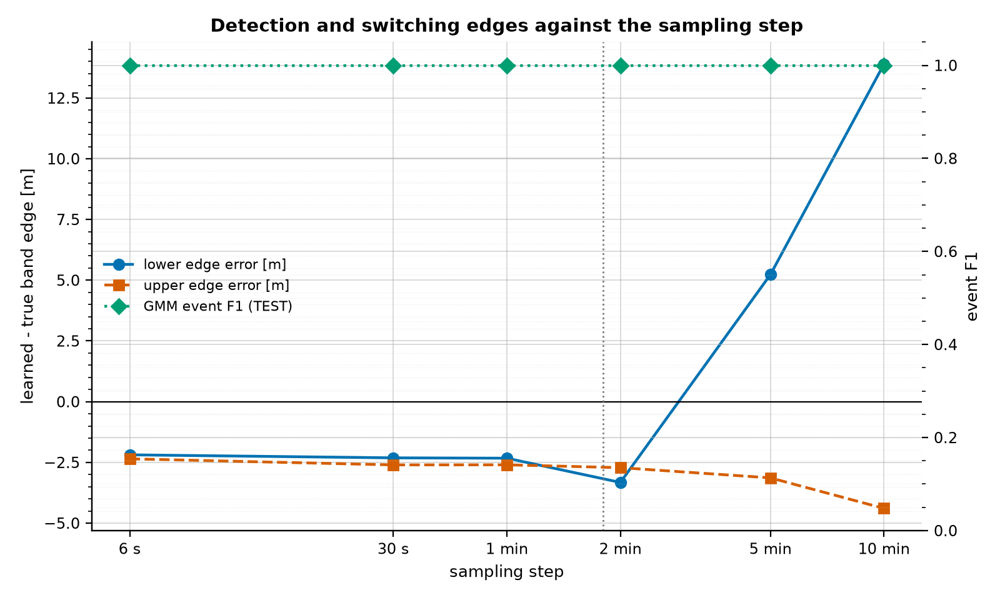 Detection and switching edges against the sampling step
learned - true band edge [m]
12.5
10.0
7.5
5.0
2.5
0.0
−2.5
−5.0
lower edge error [m]
upper edge error [m]
GMM event F1 (TEST)
1.0
0.8
0.6
0.4
0.2
0.0
event F1
6 s
30 s
1 min
2 min
5 min
10 min
sampling step